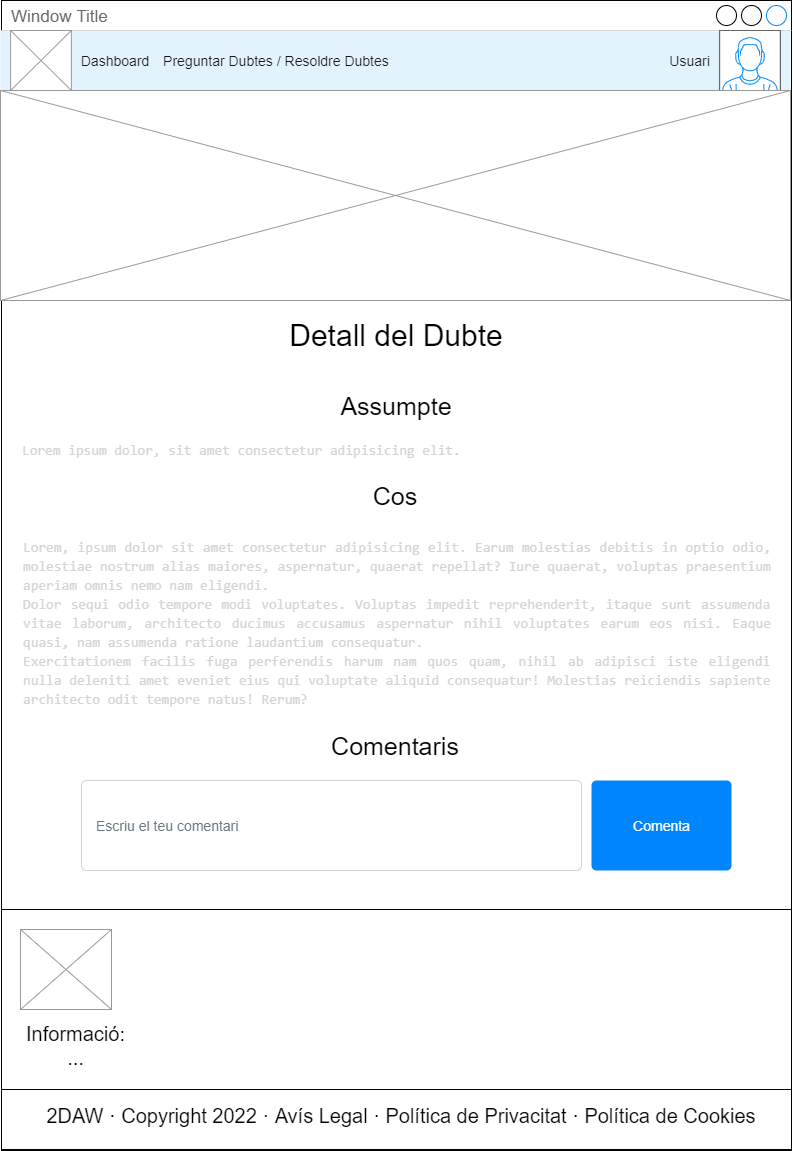 Window Title
Dashboard Preguntar Dubtes / Resoldre Dubtes Usuari
Detall del Dubte
Assumpte
Lorem ipsum dolor, sit amet consectetur adipisicing elit.
Cos
Lorem, ipsum dolor sit amet consectetur adipisicing elit. Earum molestias debitis in optio odio,
molestiae nostrum alias maiores, aspernatur, quaerat repellat? Iure quaerat, voluptas praesentium
aperiam omnis nemo nam eligendi.
Dolor sequi odio tempore modi voluptates. Voluptas impedit reprehenderit, itaque sunt assumenda
vitae laborum, architecto ducimus accusamus aspernatur nihil voluptates earum eos nisi. Eaque
quasi, nam assumenda ratione laudantium consequatur.
Exercitationem facilis fuga perferendis harum nam quos quam, nihil ab adipisci iste eligendi
nulla deleniti amet eveniet eius qui voluptate aliquid consequatur! Molestias reiciendis sapiente
architecto odit tempore natus! Rerum?
Comentaris
Escriu el teu comentari Comenta
Informació:
...
2DAW · Copyright 2022 · Avís Legal · Política de Privacitat · Política de Cookies